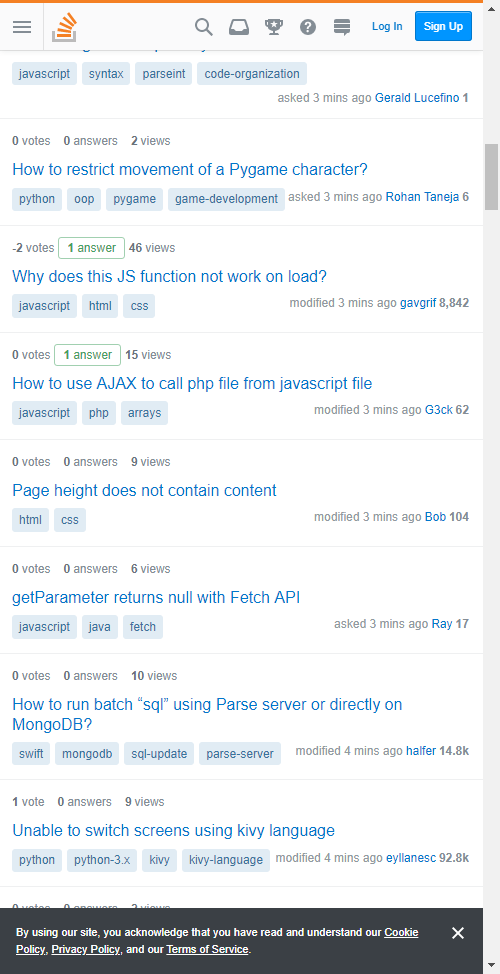 Log In
Sign Up
javascript syntax parseint code-organization
asked 3 mins ago Gerald Lucefino 1
0 votes 0 answers 2 views
How to restrict movement of a Pygame character?
python oop pygame game-development asked 3 mins ago Rohan Taneja 6
-2 votes 1 answer 46 views
Why does this JS function not work on load?
javascript html css modified 3 mins ago gavgrif 8,842
0 votes 1 answer 15 views
How to use AJAX to call php file from javascript file
javascript php arrays modified 3 mins ago G3ck 62
0 votes 0 answers 9 views
Page height does not contain content
html css modified 3 mins ago Bob 104
0 votes 0 answers 6 views
getParameter returns null with Fetch API
javascript java fetch asked 3 mins ago Ray 17
0 votes 0 answers 10 views
How to run batch “sql” using Parse server or directly on
MongoDB?
swift mongodb sql-update parse-server modified 4 mins ago halfer 14.8k
1 vote 0 answers 9 views
Unable to switch screens using kivy language
python python-3.x kivy kivy-language modified 4 mins ago eyllanesc 92.8k
By using our site, you acknowledge that you have read and understand our Cookie
Policy, Privacy Policy, and our Terms of Service.